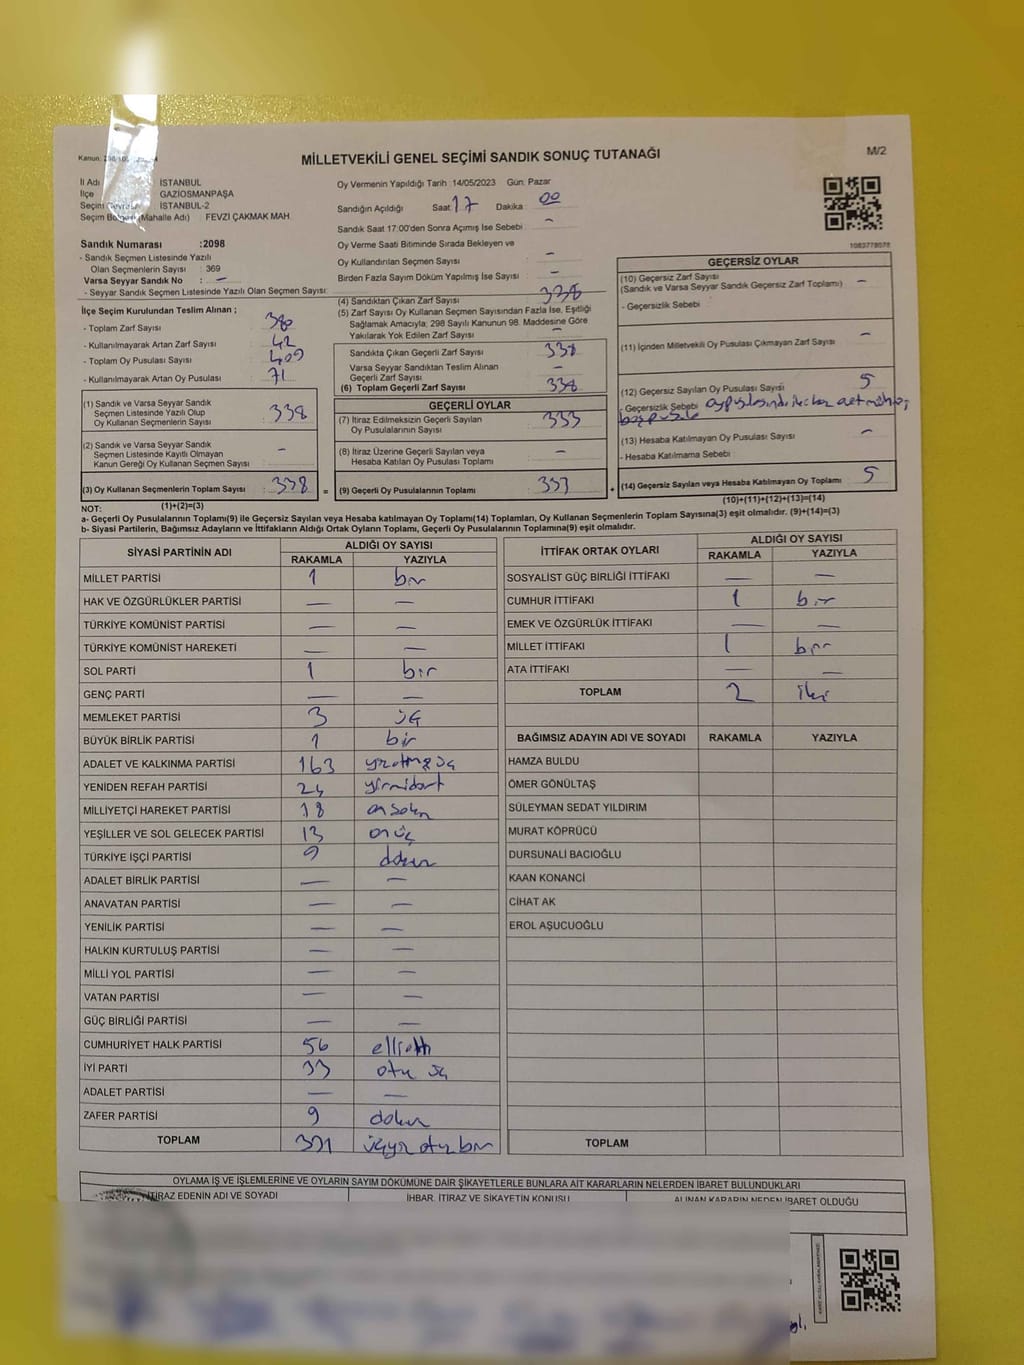 MİLLETVEKİLİ GENEL SEÇİMİ SANDIK SONUÇ TUTANAĞI
M/2
İl Adı : İSTANBUL
İlçe GAZİOSMANPAŞA
İSTANBUL-2
(Mahalle Adı) FEVZİ ÇAKMAK MAH.
Sandık Numarası :2098
- Sandık Seçmen Listesinde Yazılı
Olan Seçmenlerin Sayısı : 369
Varsa Seyyar Sandık No : -
- Seyyar Sandık Seçmen Listesinde Yazılı Olan Seçmen Sayısı:
İlçe Seçim Kurulundan Teslim Alınan ;
- Toplam Zarf Sayısı 380
- Kullanılmayarak Artan Zarf Sayısı 42
- Toplam Oy Pusulası Sayısı 409
- Kullanılmayarak Artan Oy Pusulası 71
(1) Sandık ve Varsa Seyyar Sandık
Seçmen Listesinde Yazılı Olup
Oy Kullanan Seçmenlerin Sayısı 338
(2) Sandık ve Varsa Seyyar Sandık
Seçmen Listesinde Kayıtlı Olmayan
Kanun Gereği Oy Kullanan Seçmen Sayısı -
(3) Oy Kullanan Seçmenlerin Toplam Sayısı 338 =
Oy Vermenin Yapıldığı Tarih :14/05/2023 Gün: Pazar
Sandığın Açıldığı Saat 17 Dakika 00
Sandık Saat 17:00'den Sonra Açımış İse Sebebi -
Oy Verme Saati Bitiminde Sırada Bekleyen ve
Oy Kullandırılan Seçmen Sayısı -
Birden Fazla Sayım Döküm Yapılmış İse Sayısı -
(4) Sandıktan Çıkan Zarf Sayısı 338
(5) Zarf Sayısı Oy Kullanan Seçmen Sayısından Fazla İse, Eşitliği
Sağlamak Amacıyla; 298 Sayılı Kanunun 98. Maddesine Göre
Yakılarak Yok Edilen Zarf Sayısı -
Sandıkta Çıkan Geçerli Zarf Sayısı 338
Varsa Seyyar Sandıktan Teslim Alınan
Geçerli Zarf Sayısı -
(6) Toplam Geçerli Zarf Sayısı 338
GEÇERLİ OYLAR
(7) İtiraz Edilmeksizin Geçerli Sayılan
Oy Pusulalarının Sayısı 333
(8) İtiraz Üzerine Geçerli Sayılan veya
Hesaba Katılan Oy Pusulası Toplamı -
(9) Geçerli Oy Pusulalarının Toplamı 333 +
1083778078
GEÇERSİZ OYLAR
(10) Geçersiz Zarf Sayısı
(Sandık ve Varsa Seyyar Sandık Geçersiz Zarf Toplamı) -
- Geçersizlik Sebebi
(11) İçinden Milletvekili Oy Pusulası Çıkmayan Zarf Sayısı -
(12) Geçersiz Sayılan Oy Pusulası Sayısı 5
- Geçersizlik Sebebi
boş pusula
(13) Hesaba Katılmayan Oy Pusulası Sayısı -
- Hesaba Katılmama Sebebi
(14) Geçersiz Sayılan veya Hesaba Katılmayan Oy Toplamı 5
NOT: (1)+(2)=(3) (10)+(11)+(12)+(13)=(14)
a- Geçerli Oy Pusulalarının Toplamı(9) ile Geçersiz Sayılan veya Hesaba katılmayan Oy Toplamı(14) Toplamları, Oy Kullanan Seçmenlerin Toplam Sayısına(3) eşit olmalıdır. (9)+(14)=(3)
b- Siyasi Partilerin, Bağımsız Adayların ve İttifakların Aldığı Ortak Oyların Toplamı, Geçerli Oy Pusulalarının Toplamına(9) eşit olmalıdır.
SİYASİ PARTİNİN ADI ALDIĞI OY SAYISI
RAKAMLA YAZIYLA
MİLLET PARTİSİ 1 bir
HAK VE ÖZGÜRLÜKLER PARTİSİ — —
TÜRKİYE KOMÜNİST PARTİSİ — —
TÜRKİYE KOMÜNİST HAREKETİ — —
SOL PARTİ 1 bir
GENÇ PARTİ — —
MEMLEKET PARTİSİ 3 üç
BÜYÜK BİRLİK PARTİSİ 1 bir
ADALET VE KALKINMA PARTİSİ 163 yüzatmışüç
YENİDEN REFAH PARTİSİ 24 yirmidört
MİLLİYETÇİ HAREKET PARTİSİ 18 onsekiz
YEŞİLLER VE SOL GELECEK PARTİSİ 13 onüç
TÜRKİYE İŞÇİ PARTİSİ 9 dokuz
ADALET BİRLİK PARTİSİ — —
ANAVATAN PARTİSİ — —
YENİLİK PARTİSİ — —
HALKIN KURTULUŞ PARTİSİ — —
MİLLİ YOL PARTİSİ — —
VATAN PARTİSİ — —
GÜÇ BİRLİĞİ PARTİSİ — —
CUMHURİYET HALK PARTİSİ 56 ellialtı
İYİ PARTİ 33 otuz üç
ADALET PARTİSİ — —
ZAFER PARTİSİ 9 dokuz
TOPLAM 331 üçyüz otuz bir
İTTİFAK ORTAK OYLARI ALDIĞI OY SAYISI
RAKAMLA YAZIYLA
SOSYALİST GÜÇ BİRLİĞİ İTTİFAKI — —
CUMHUR İTTİFAKI 1 bir
EMEK VE ÖZGÜRLÜK İTTİFAKI — —
MİLLET İTTİFAKI 1 bir
ATA İTTİFAKI — —
TOPLAM 2 iki
BAĞIMSIZ ADAYIN ADI VE SOYADI RAKAMLA YAZIYLA
HAMZA BULDU
ÖMER GÖNÜLTAŞ
SÜLEYMAN SEDAT YILDIRIM
MURAT KÖPRÜCÜ
DURSUNALİ BACIOĞLU
KAAN KONANCİ
CİHAT AK
EROL AŞUCUOĞLU
TOPLAM
OYLAMA İŞ VE İŞLEMLERİNE VE OYLARIN SAYIM DÖKÜMÜNE DAİR ŞİKAYETLERLE BUNLARA AİT KARARLARIN NELERDEN İBARET BULUNDUKLARI
İTİRAZ EDENİN ADI VE SOYADI İHBAR, İTİRAZ VE ŞİKAYETİN KONUSU ALINAN KARARIN NEDEN İBARET OLDUĞU